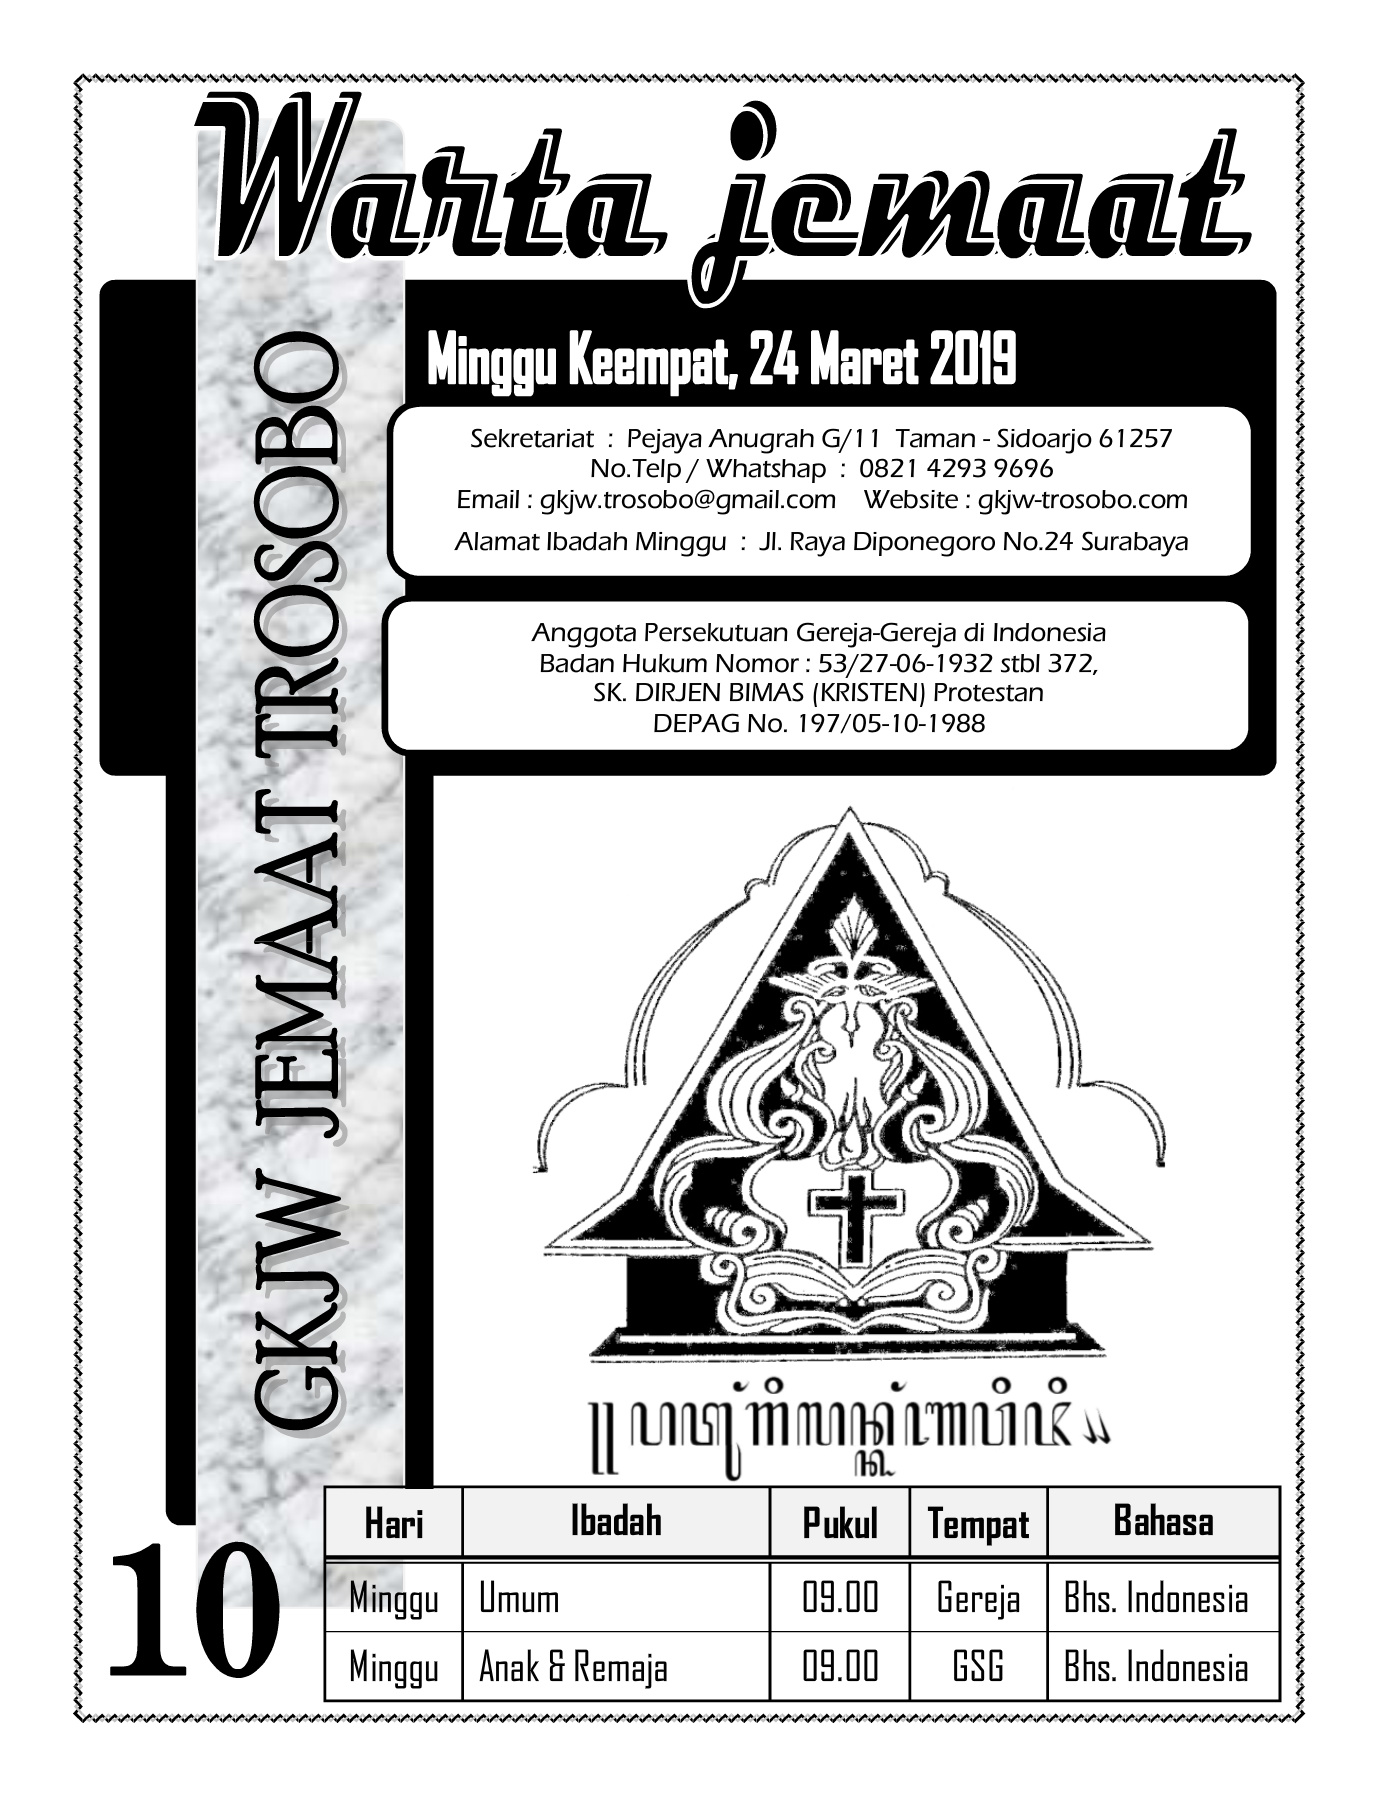 Warta jemaat
Minggu Keempat, 24 Maret 2019
Sekretariat : Pejaya Anugrah G/11 Taman - Sidoarjo 61257
No.Telp / Whatshap : 0821 4293 9696
Email : gkjw.trosobo@gmail.com Website : gkjw-trosobo.com
Alamat Ibadah Minggu : Jl. Raya Diponegoro No.24 Surabaya
Anggota Persekutuan Gereja-Gereja di Indonesia
Badan Hukum Nomor : 53/27-06-1932 stbl 372,
SK. DIRJEN BIMAS (KRISTEN) Protestan
DEPAG No. 197/05-10-1988
GKJW JEMAAT TROSOBO
10
Hari Ibadah Pukul Tempat Bahasa
Minggu Umum 09.00 Gereja Bhs. Indonesia
Minggu Anak & Remaja 09.00 GSG Bhs. Indonesia